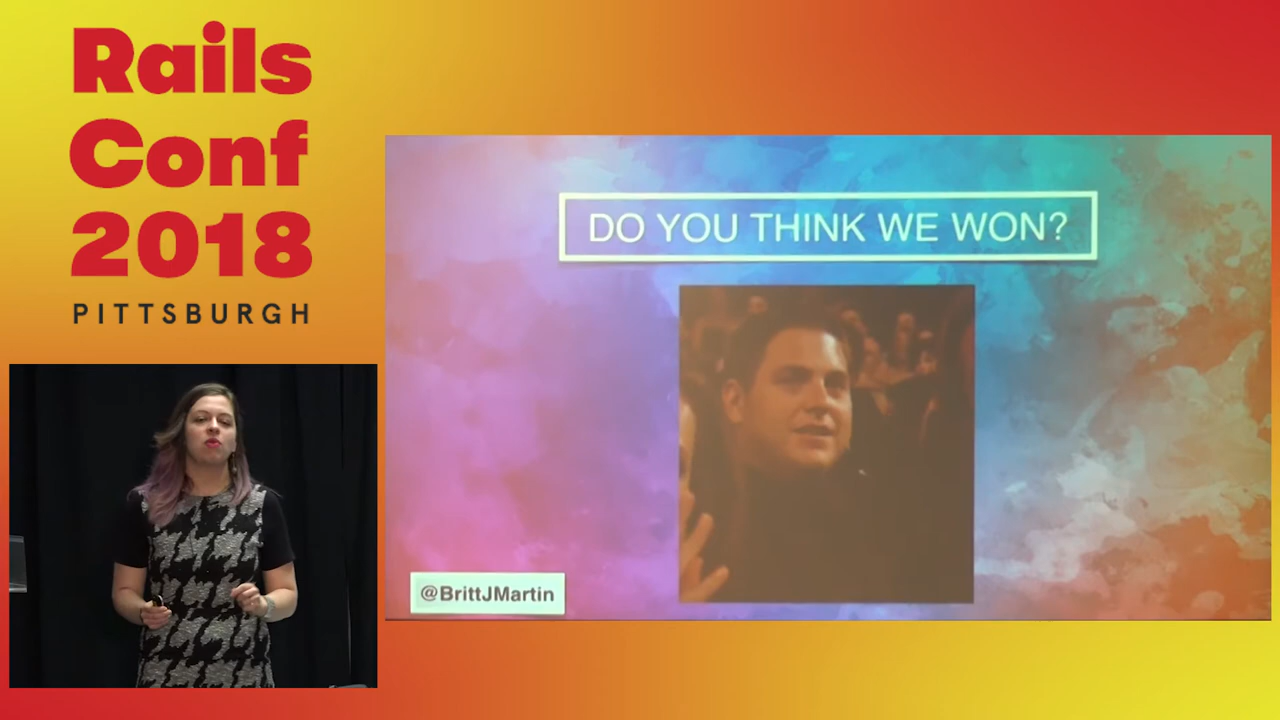 Rails
Conf
2018
PITTSBURGH
DO YOU THINK WE WON?
@BrittJMartin